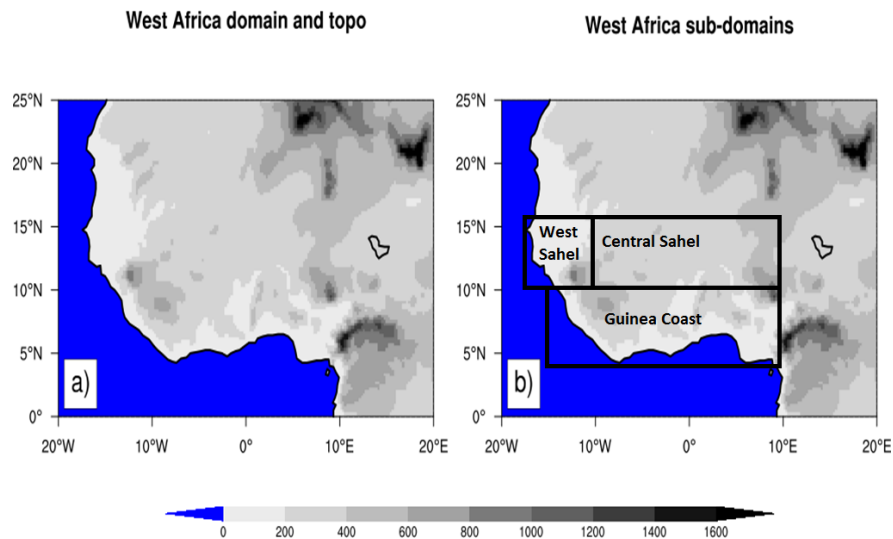 West Africa domain and topo
West Africa sub-domains
25°N
20°N
15°N
10°N
5°N
0°
20°W
10°W
0°
10°E
20°E
a)
25°N
20°N
15°N
10°N
5°N
0°
20°W
10°W
0°
10°E
20°E
West
Sahel
Central Sahel
Guinea Coast
b)
0 200 400 600 800 1000 1200 1400 1600